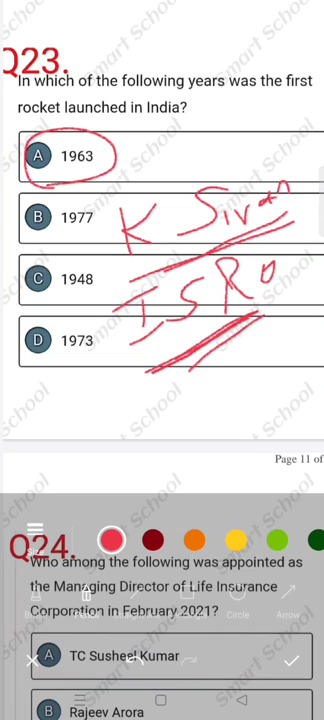 Q23.
In which of the following years was the first
rocket launched in India?
A 1963
B 1977
K Sivan
C 1948
ISRO
D 1973
Page 11 of
Q24.
Who among the following was appointed as
the Managing Director of Life Insurance
Corporation in February 2021?
Circle
Arrow
A TC Susheel Kumar
B Rajeev Arora
Smart School